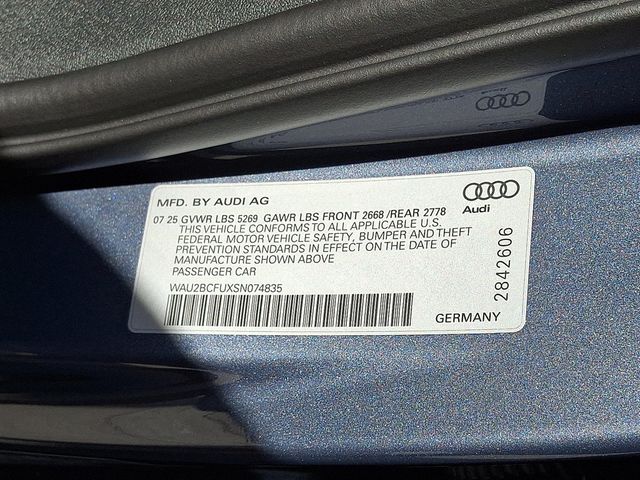 MFD. BY AUDI AG
07 25 GVWR LBS 5269 GAWR LBS FRONT 2668 /REAR 2778
THIS VEHICLE CONFORMS TO ALL APPLICABLE U.S.
FEDERAL MOTOR VEHICLE SAFETY, BUMPER AND THEFT
PREVENTION STANDARDS IN EFFECT ON THE DATE OF
MANUFACTURE SHOWN ABOVE
PASSENGER CAR
WAU2BCFUXSN074835
Audi
2842606
GERMANY